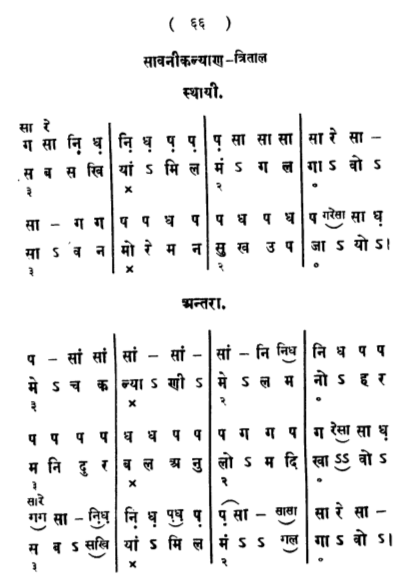 ( ६६ )
सावनीकल्याण-त्रिताल
स्थायी.
सा रे
ग सा नि़ ध़ | नि़ ध़ प़ प़ | प़ सा सा सा | सा रे सा -
स ब स खि | यां ऽ मि ल | मं ऽ ग ल | गा ऽ वो ऽ
३ × २ ०
सा - ग ग | प प ध प | प ध प ध | प गरेसा सा ध़
सा ऽ व न | मो रे म न | सु ख उ प | जा ऽ यो ऽ।
३ × २ ०
अन्तरा.
प - सां सां | सां - सां - | सां - नि निध | नि ध प प
मे ऽ च क | ल्या ऽ णी ऽ | मे ऽ ल म | नो ऽ ह र
३ × २ ०
प प प प | ध ध प प | प ग ग प | ग रेसा सा ध़
म नि दु र | ब ल अ नु | लो ऽ म दि | खा ऽऽ वो ऽ
३ × २ ०
सारे
गग सा - नि़ध़ | नि़ ध़ प़ध़ प़ | प़ सा - सासा | सा रे सा -
स ब ऽ सखि | यां ऽ मि ल | मं ऽ ऽ गल | गा ऽ वो ऽ।
३ × २ ०